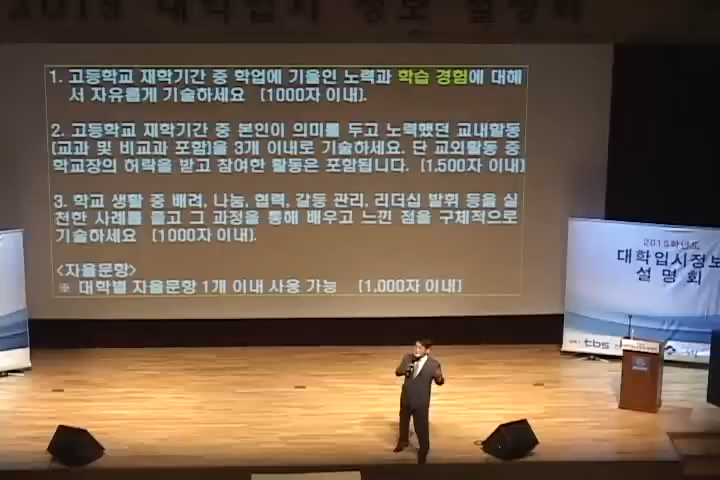 2015 대학입시 정보 설명회
1. 고등학교 재학기간 중 학업에 기울인 노력과 학습 경험에 대해
서 자유롭게 기술하세요 (1000자 이내).
2. 고등학교 재학기간 중 본인이 의미를 두고 노력했던 교내활동
(교과 및 비교과 포함)을 3개 이내로 기술하세요. 단 교외활동 중
학교장의 허락을 받고 참여한 활동은 포함됩니다. (1,500자 이내)
3. 학교 생활 중 배려, 나눔, 협력, 갈등 관리, 리더십 발휘 등을 실
천한 사례를 들고 그 과정을 통해 배우고 느낀 점을 구체적으로
기술하세요 (1000자 이내).
<자율문항>
※ 대학별 자율문항 1개 이내 사용 가능 (1,000자 이내)
2015학년도
대학입시정보
설명회
tbs